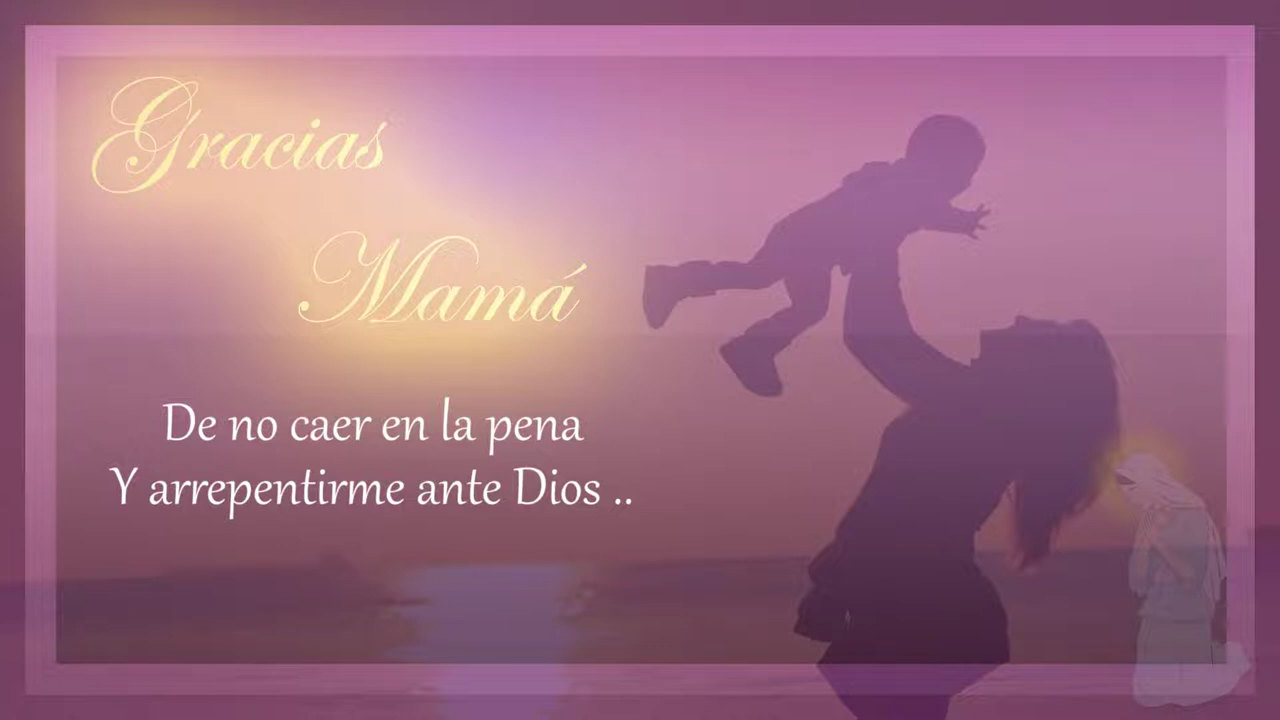 Gracias
Mamá
De no caer en la pena
Y arrepentirme ante Dios ..